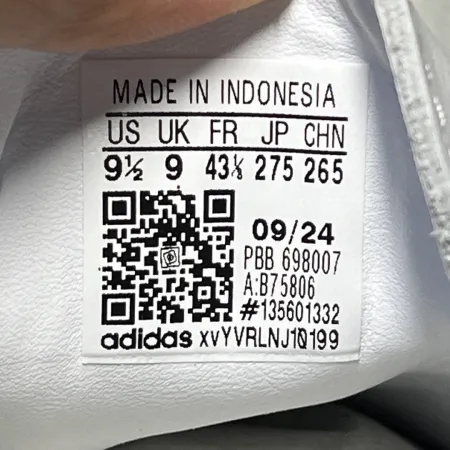 MADE IN INDONESIA
US UK FR JP CHN
9½ 9 43⅓ 275 265
09/24
PBB 698007
A:B75806
#135601332
adidas xvYVRLNJ10199